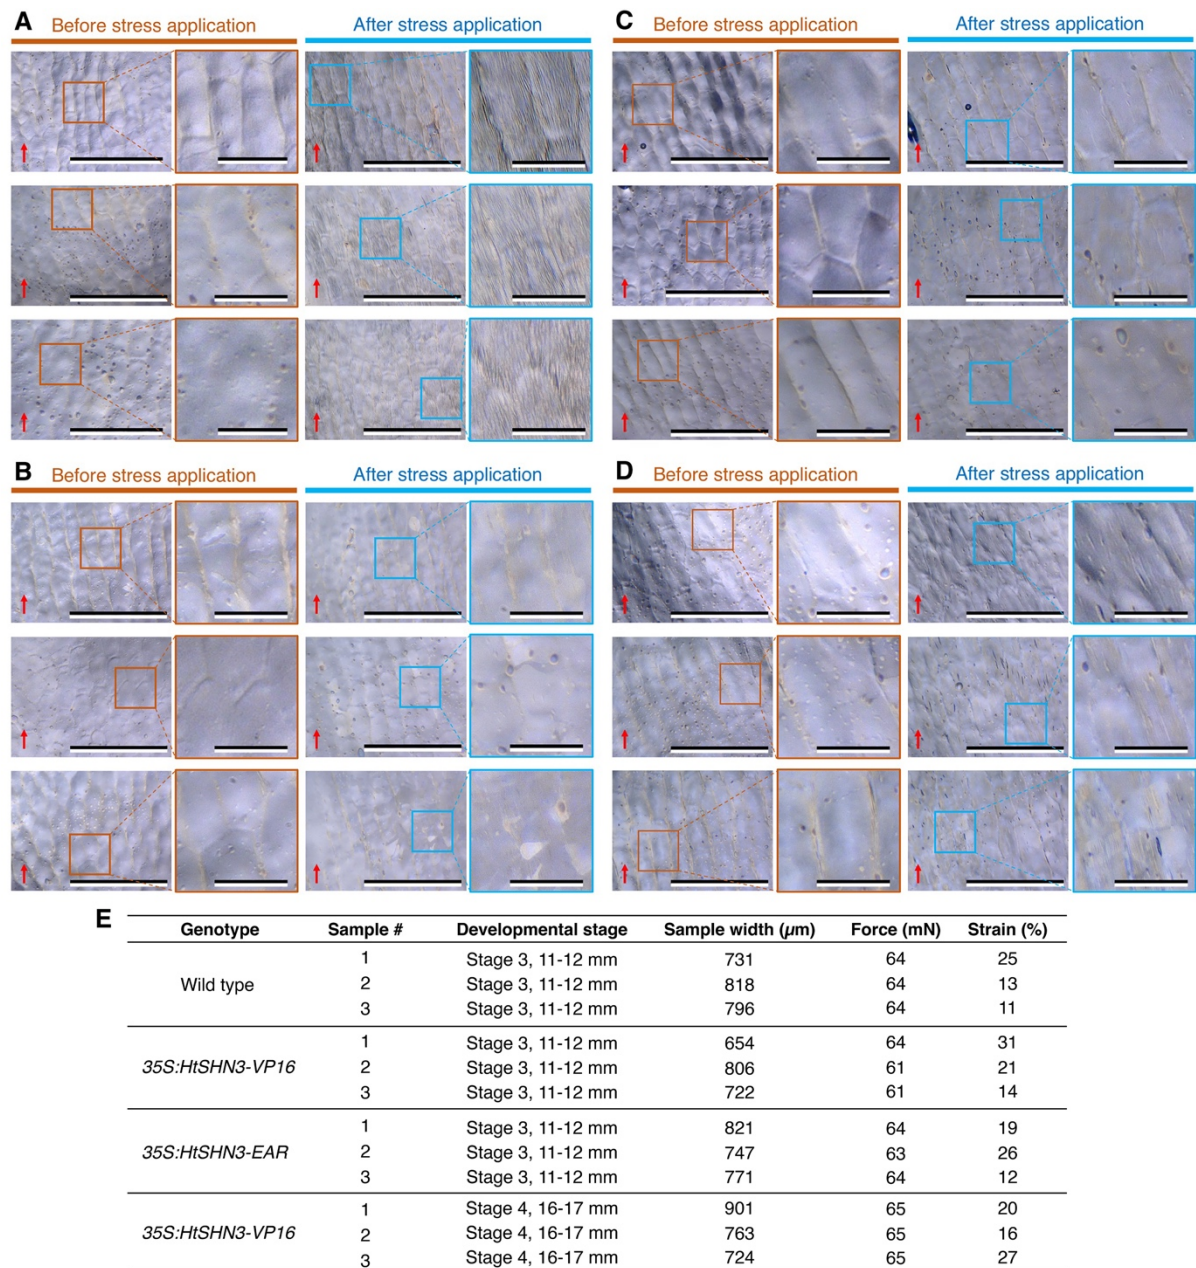 A Before stress application After stress application
C Before stress application After stress application
B Before stress application After stress application
D Before stress application After stress application
E
Genotype Sample # Developmental stage Sample width (µm) Force (mN) Strain (%)
Wild type
1 Stage 3, 11-12 mm 731 64 25
2 Stage 3, 11-12 mm 818 64 13
3 Stage 3, 11-12 mm 796 64 11
35S:HtSHN3-VP16
1 Stage 3, 11-12 mm 654 64 31
2 Stage 3, 11-12 mm 806 61 21
3 Stage 3, 11-12 mm 722 61 14
35S:HtSHN3-EAR
1 Stage 3, 11-12 mm 821 64 19
2 Stage 3, 11-12 mm 747 63 26
3 Stage 3, 11-12 mm 771 64 12
35S:HtSHN3-VP16
1 Stage 4, 16-17 mm 901 65 20
2 Stage 4, 16-17 mm 763 65 16
3 Stage 4, 16-17 mm 724 65 27